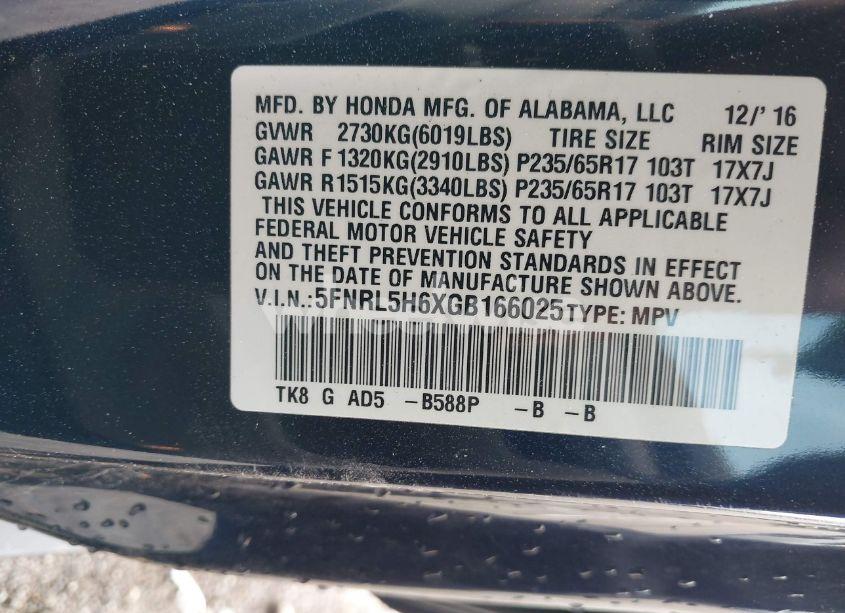 MFD. BY HONDA MFG. OF ALABAMA, LLC 12/' 16
GVWR 2730KG(6019LBS) TIRE SIZE RIM SIZE
GAWR F 1320KG(2910LBS) P235/65R17 103T 17X7J
GAWR R1515KG(3340LBS) P235/65R17 103T 17X7J
THIS VEHICLE CONFORMS TO ALL APPLICABLE
FEDERAL MOTOR VEHICLE SAFETY
AND THEFT PREVENTION STANDARDS IN EFFECT
ON THE DATE OF MANUFACTURE SHOWN ABOVE.
V.I.N.:5FNRL5H6XGB166025TYPE: MPV
TK8 G AD5 -B588P -B -B